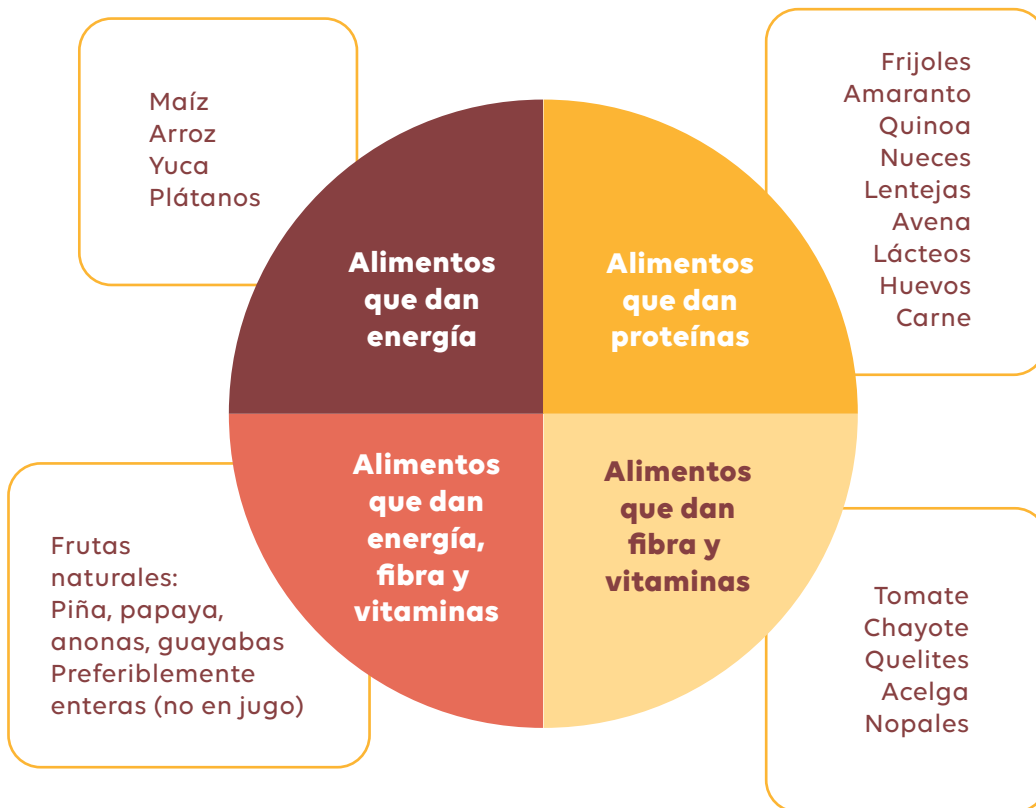 Maíz
Arroz
Yuca
Plátanos
Frijoles
Amaranto
Quinoa
Nueces
Lentejas
Avena
Lácteos
Huevos
Carne
Alimentos
que dan
energía
Alimentos
que dan
proteínas
Alimentos
que dan
energía,
fibra y
vitaminas
Alimentos
que dan
fibra y
vitaminas
Frutas
naturales:
Piña, papaya,
anonas, guayabas
Preferiblemente
enteras (no en jugo)
Tomate
Chayote
Quelites
Acelga
Nopales